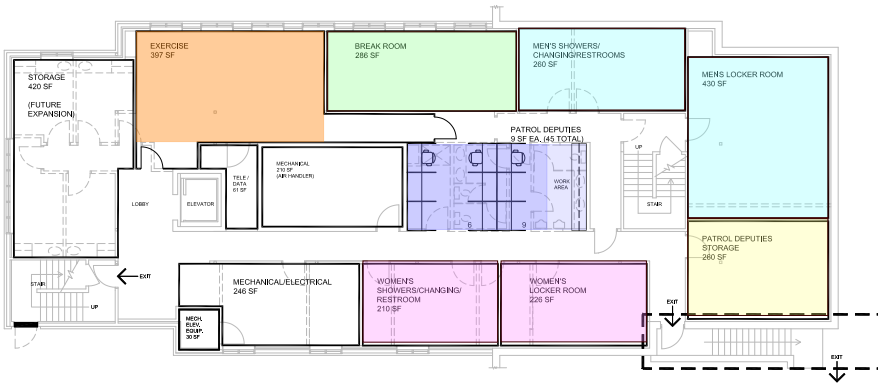 EXERCISE
397 SF
BREAK ROOM
286 SF
MEN'S SHOWERS/
CHANGING/RESTROOMS
260 SF
STORAGE
420 SF
(FUTURE
EXPANSION)
MENS LOCKER ROOM
430 SF
PATROL DEPUTIES
9 SF EA. (45 TOTAL)
UP
MECHANICAL
210 SF
(AIR HANDLER)
TELE /
DATA
61 SF
WORK
AREA
LOBBY
ELEVATOR
STAIR
6
9
PATROL DEPUTIES
STORAGE
260 SF
EXIT
STAIR
UP
MECHANICAL/ELECTRICAL
246 SF
WOMEN'S
SHOWERS/CHANGING/
RESTROOM
210 SF
WOMEN'S
LOCKER ROOM
226 SF
EXIT
MECH.
ELEV.
EQUIP.
30 SF
EXIT